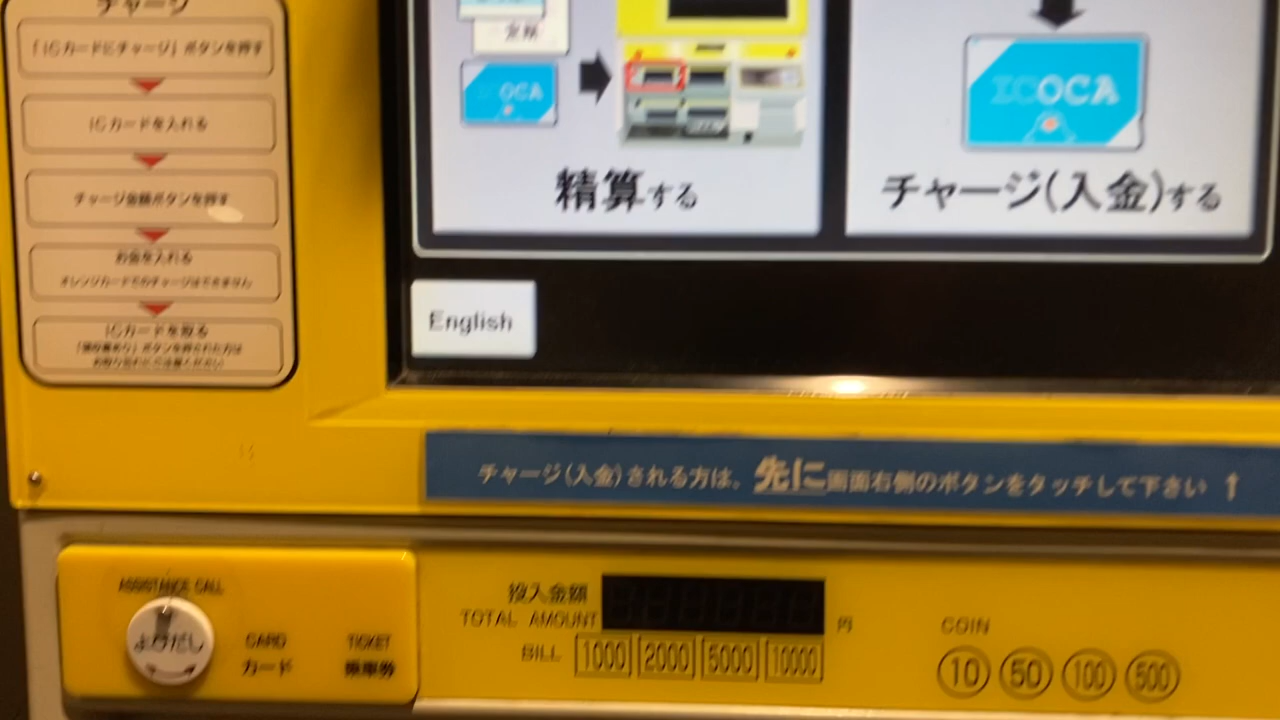 チャージ
「ICカードにチャージ」ボタンを押す
ICカードを入れる
チャージ金額ボタンを押す
お金を入れる
オレンジカードでのチャージはできません
ICカードを取る
精算する
ICOCA
チャージ(入金)する
English
チャージ(入金)される方は、先に画面右側のボタンをタッチして下さい ↑
ASSISTANCE CALL
よびだし
CARD
カード
TICKET
乗車券
投入金額
TOTAL AMOUNT
円
BILL 1000 2000 5000 10000
COIN
10 50 100 500